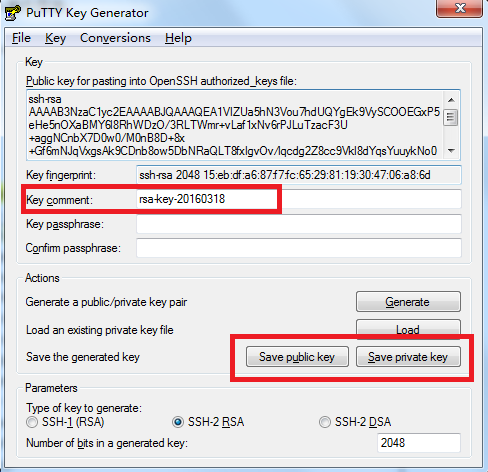 PuTTY Key Generator
File Key Conversions Help
Key
Public key for pasting into OpenSSH authorized_keys file:
ssh-rsa
AAAAB3NzaC1yc2EAAAABJQAAAQEA1VlZUa5hN3Vou7hdUQYgEk9VySCOOEGxP5
eHe5nOXaBMY6l8RhWDzO/3RLTWmr+vLaf1xNv6rPJLuTzacF3U
+aggNCnbX7D0w0/M0nB8D+8x
+Gf6mNJqVxgsAk9CDnb8ow5DbNRaQLT8fxlgvOv/lqcdg2Z8cc9Vkl8dYqsYuuykNo0
Key fingerprint: ssh-rsa 2048 15:eb:df:a6:87:f7:fc:65:29:81:19:30:47:06:a8:6d
Key comment: rsa-key-20160318
Key passphrase:
Confirm passphrase:
Actions
Generate a public/private key pair Generate
Load an existing private key file Load
Save the generated key Save public key Save private key
Parameters
Type of key to generate:
SSH-1 (RSA) SSH-2 RSA SSH-2 DSA
Number of bits in a generated key: 2048